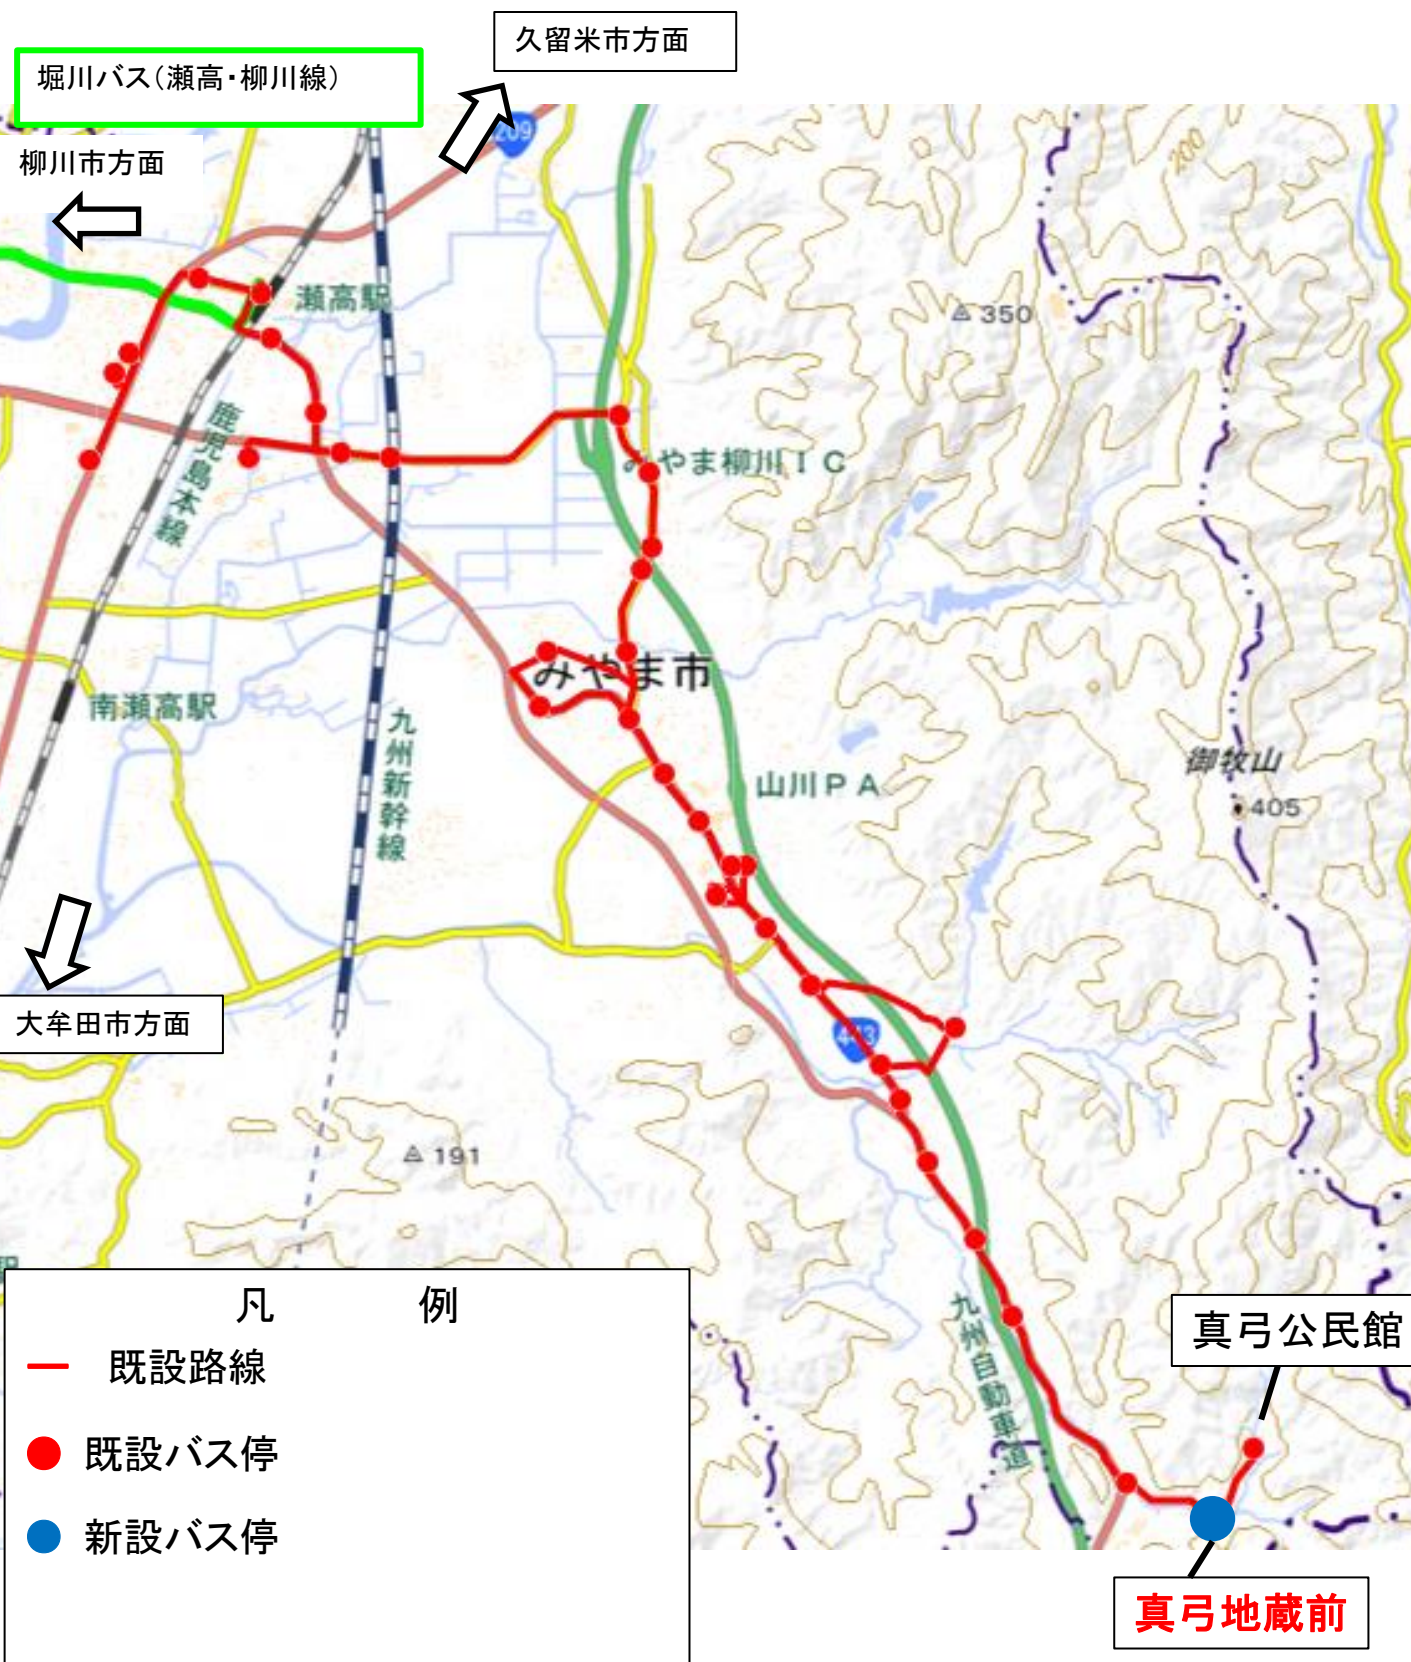 久留米市方面
堀川バス(瀬高・柳川線)
209
柳川市方面
200
瀬高駅
350
鹿児島本線
みやま柳川IC
みやま市
南瀬高駅
九州新幹線
山川PA
御牧山
405
大牟田市方面
443
191
凡 例
既設路線
既設バス停
新設バス停
九州自動車道
真弓公民館
真弓地蔵前